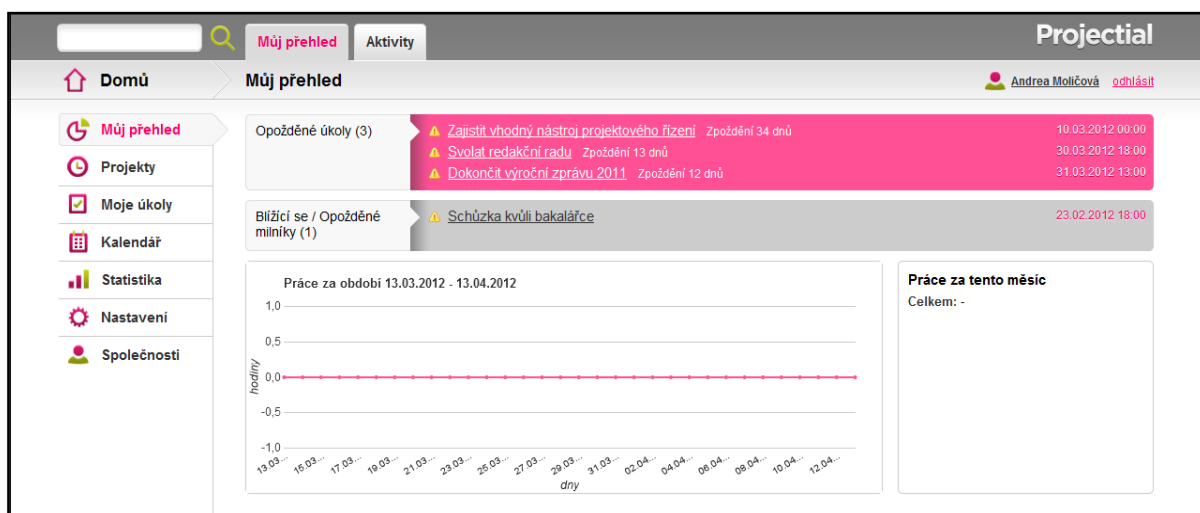 Můj přehled Aktivity Projectial
Domů Můj přehled Andrea Moličová odhlásit
Můj přehled
Projekty
Moje úkoly
Kalendář
Statistika
Nastavení
Společnosti
Opožděné úkoly (3)
Zajistit vhodný nástroj projektového řízení Zpoždění 34 dnů 10.03.2012 00:00
Svolat redakční radu Zpoždění 13 dnů 30.03.2012 18:00
Dokončit výroční zprávu 2011 Zpoždění 12 dnů 31.03.2012 13:00
Blížící se / Opožděné
milníky (1)
Schůzka kvůli bakalářce 23.02.2012 18:00
Práce za období 13.03.2012 - 13.04.2012
1,0
0,5
0,0
-0,5
-1,0
hodiny
13.03... 15.03... 17.03... 19.03... 21.03... 23.03... 25.03... 27.03... 29.03... 31.03... 02.04... 04.04... 06.04... 08.04... 10.04... 12.04...
dny
Práce za tento měsíc
Celkem: -